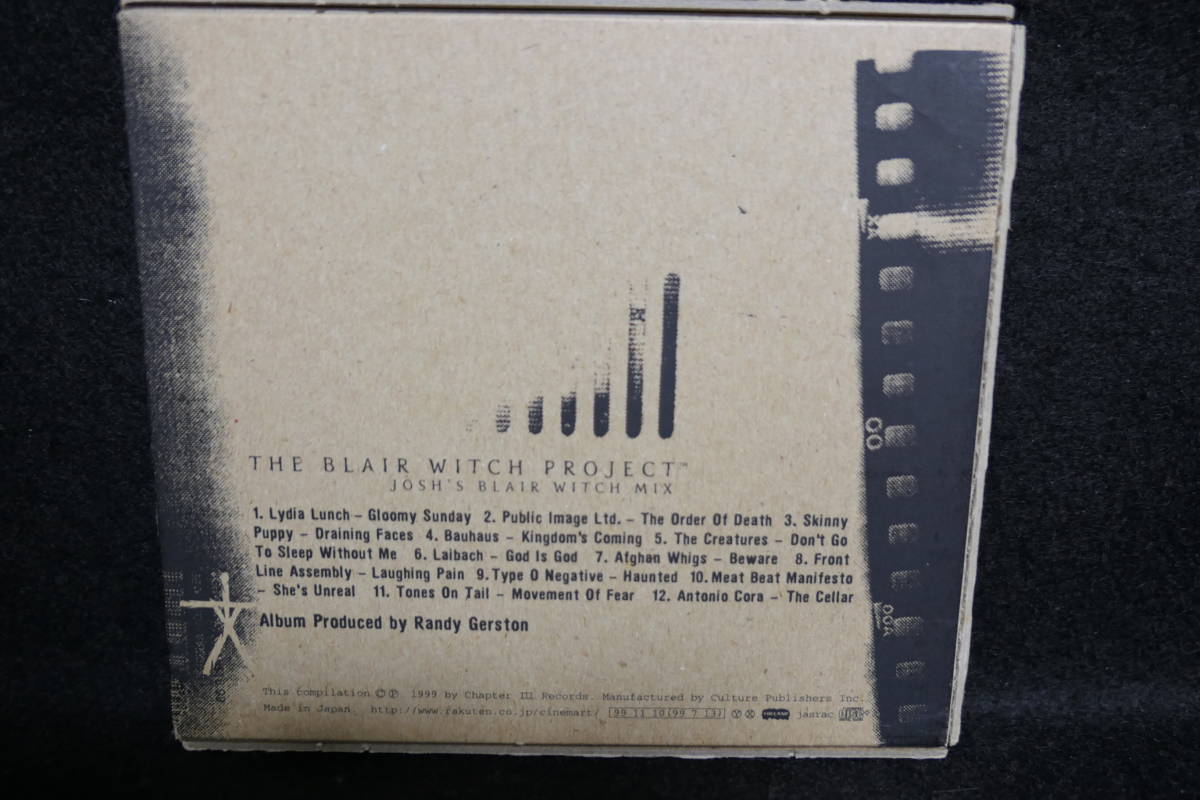 THE BLAIR WITCH PROJECT™
JOSH'S BLAIR WITCH MIX
1. Lydia Lunch – Gloomy Sunday 2. Public Image Ltd. – The Order Of Death 3. Skinny
Puppy – Draining Faces 4. Bauhaus – Kingdom's Coming 5. The Creatures – Don't Go
To Sleep Without Me 6. Laibach – God Is God 7. Afghan Whigs – Beware 8. Front
Line Assembly – Laughing Pain 9. Type O Negative – Haunted 10. Meat Beat Manifesto
– She's Unreal 11. Tones On Tail – Movement Of Fear 12. Antonio Cora – The Cellar
Album Produced by Randy Gerston
This compilation ©℗ 1999 by Chapter III Records. Manufactured by Culture Publishers Inc.
Made in Japan. http://www.rakuten.co.jp/cinemart/ 99 11 10(99 7 13) Ⓨ Ⓧ jasrac
00
00A